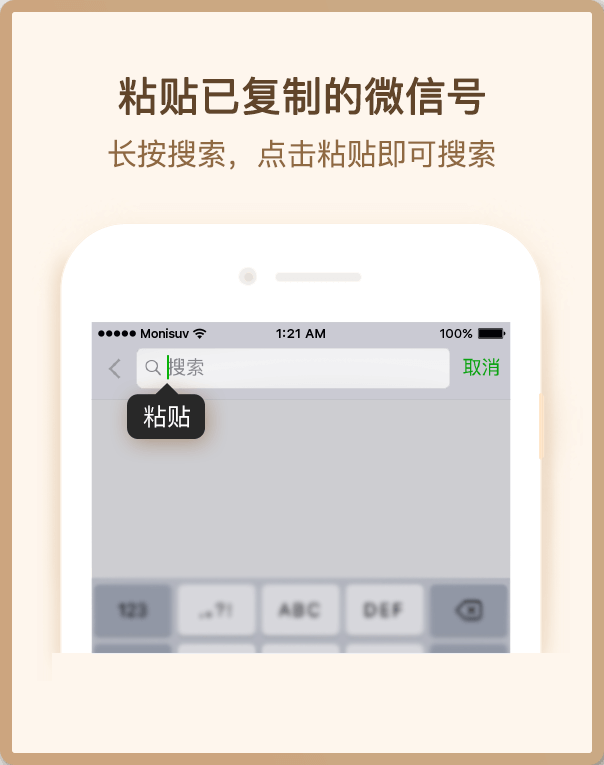 粘贴已复制的微信号
长按搜索，点击粘贴即可搜索
Monisuv 1:21 AM 100%
搜索 取消
粘贴
123 .,?! ABC DEF